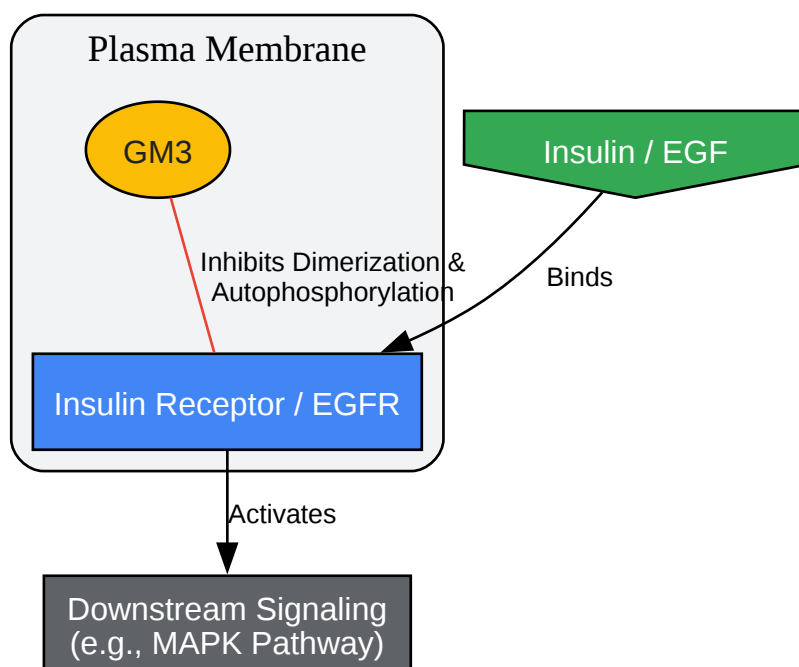 Plasma Membrane
GM3
Insulin / EGF
Inhibits Dimerization &
Autophosphorylation
Binds
Insulin Receptor / EGFR
Activates
Downstream Signaling
(e.g., MAPK Pathway)